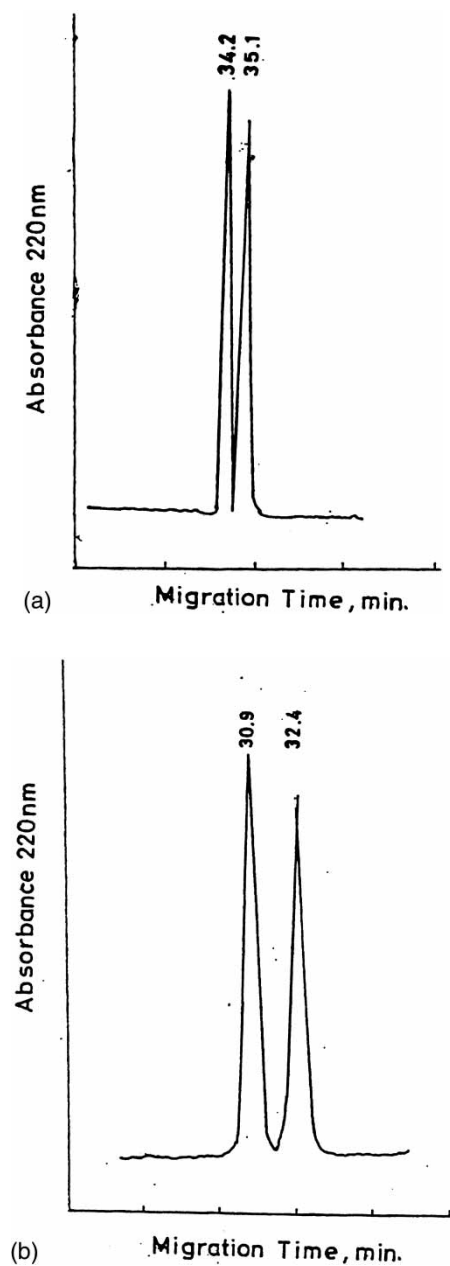 34.2
35.1
Absorbance 220nm
(a)
Migration Time, min.
30.9
32.4
Absorbance 220nm
(b)
Migration Time, min.